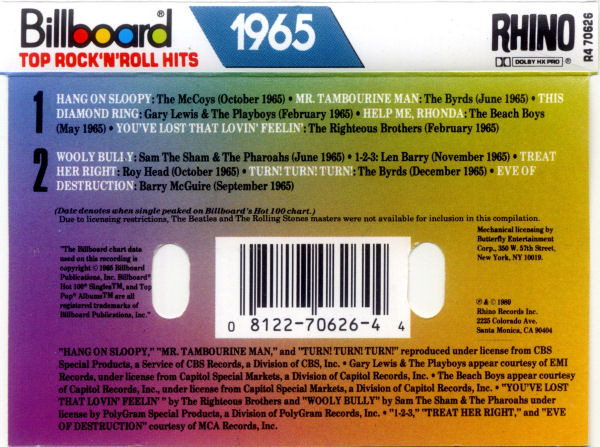 Billboard®
TOP ROCK'N'ROLL HITS
1965
RHINO
DOLBY HX PRO ®
R4 70626
1 HANG ON SLOOPY: The McCoys (October 1965) • MR. TAMBOURINE MAN: The Byrds (June 1965) • THIS
DIAMOND RING: Gary Lewis & The Playboys (February 1965) • HELP ME, RHONDA: The Beach Boys
(May 1965) • YOU'VE LOST THAT LOVIN' FEELIN': The Righteous Brothers (February 1965)
2 WOOLY BULLY: Sam The Sham & The Pharoahs (June 1965) • 1-2-3: Len Barry (November 1965) • TREAT
HER RIGHT: Roy Head (October 1965) • TURN! TURN! TURN!: The Byrds (December 1965) • EVE OF
DESTRUCTION: Barry McGuire (September 1965)
(Date denotes when single peaked on Billboard's Hot 100 chart.)
Due to licensing restrictions, The Beatles and The Rolling Stones masters were not available for inclusion in this compilation.
"The Billboard chart data
used on this recording is
copyright © 1965 Billboard
Publications, Inc. Billboard®
Hot 100® Singles™, and Top
Pop® Albums™ are all
registered trademarks of
Billboard Publications, Inc."
0 81227-0626-4 4
Mechanical licensing by
Butterfly Entertainment
Corp., 350 W. 57th Street,
New York, NY 10019.
℗ & © 1989
Rhino Records Inc.
2225 Colorado Ave.
Santa Monica, CA 90404
"HANG ON SLOOPY," "MR. TAMBOURINE MAN," and "TURN! TURN! TURN!" reproduced under license from CBS
Special Products, a Service of CBS Records, a Division of CBS, Inc. • Gary Lewis & The Playboys appear courtesy of EMI
Records, under license from Capitol Special Markets, a Division of Capitol Records, Inc. • The Beach Boys appear courtesy
of Capitol Records, Inc., under license from Capitol Special Markets, a Division of Capitol Records, Inc. • "YOU'VE LOST
THAT LOVIN' FEELIN' " by The Righteous Brothers and "WOOLY BULLY" by Sam The Sham & The Pharoahs under
license by PolyGram Special Products, a Division of PolyGram Records, Inc. • "1-2-3," "TREAT HER RIGHT," and "EVE
OF DESTRUCTION" courtesy of MCA Records, Inc.